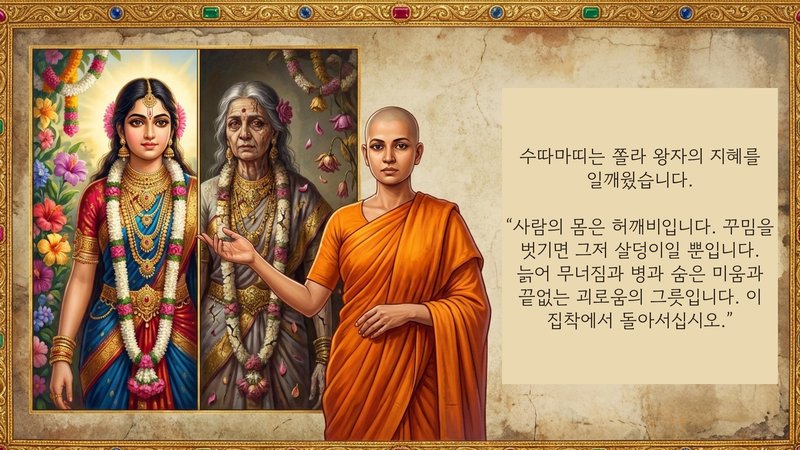 수따마띠는 쫄라 왕자의 지혜를
일깨웠습니다.
“사람의 몸은 허깨비입니다. 꾸밈을
벗기면 그저 살덩이일 뿐입니다.
늙어 무너짐과 병과 숨은 미움과
끝없는 괴로움의 그릇입니다. 이
집착에서 돌아서십시오.”